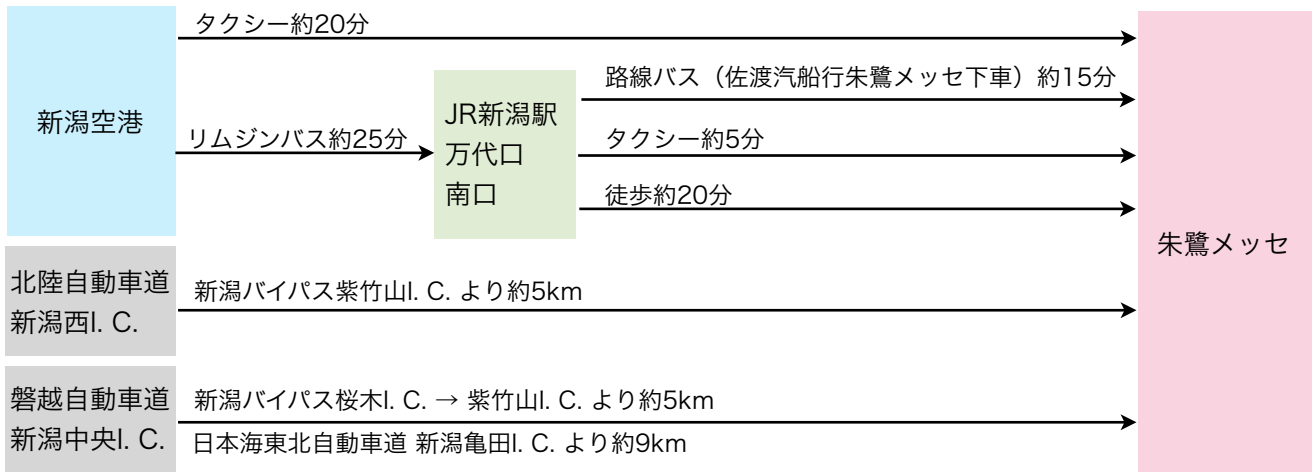 タクシー約20分
新潟空港
リムジンバス約25分
JR新潟駅
万代口
南口
路線バス（佐渡汽船行朱鷺メッセ下車）約15分
タクシー約5分
徒歩約20分
朱鷺メッセ
北陸自動車道
新潟西I. C.
新潟バイパス紫竹山I. C. より約5km
磐越自動車道
新潟中央I. C.
新潟バイパス桜木I. C. → 紫竹山I. C. より約5km
日本海東北自動車道 新潟亀田I. C. より約9km